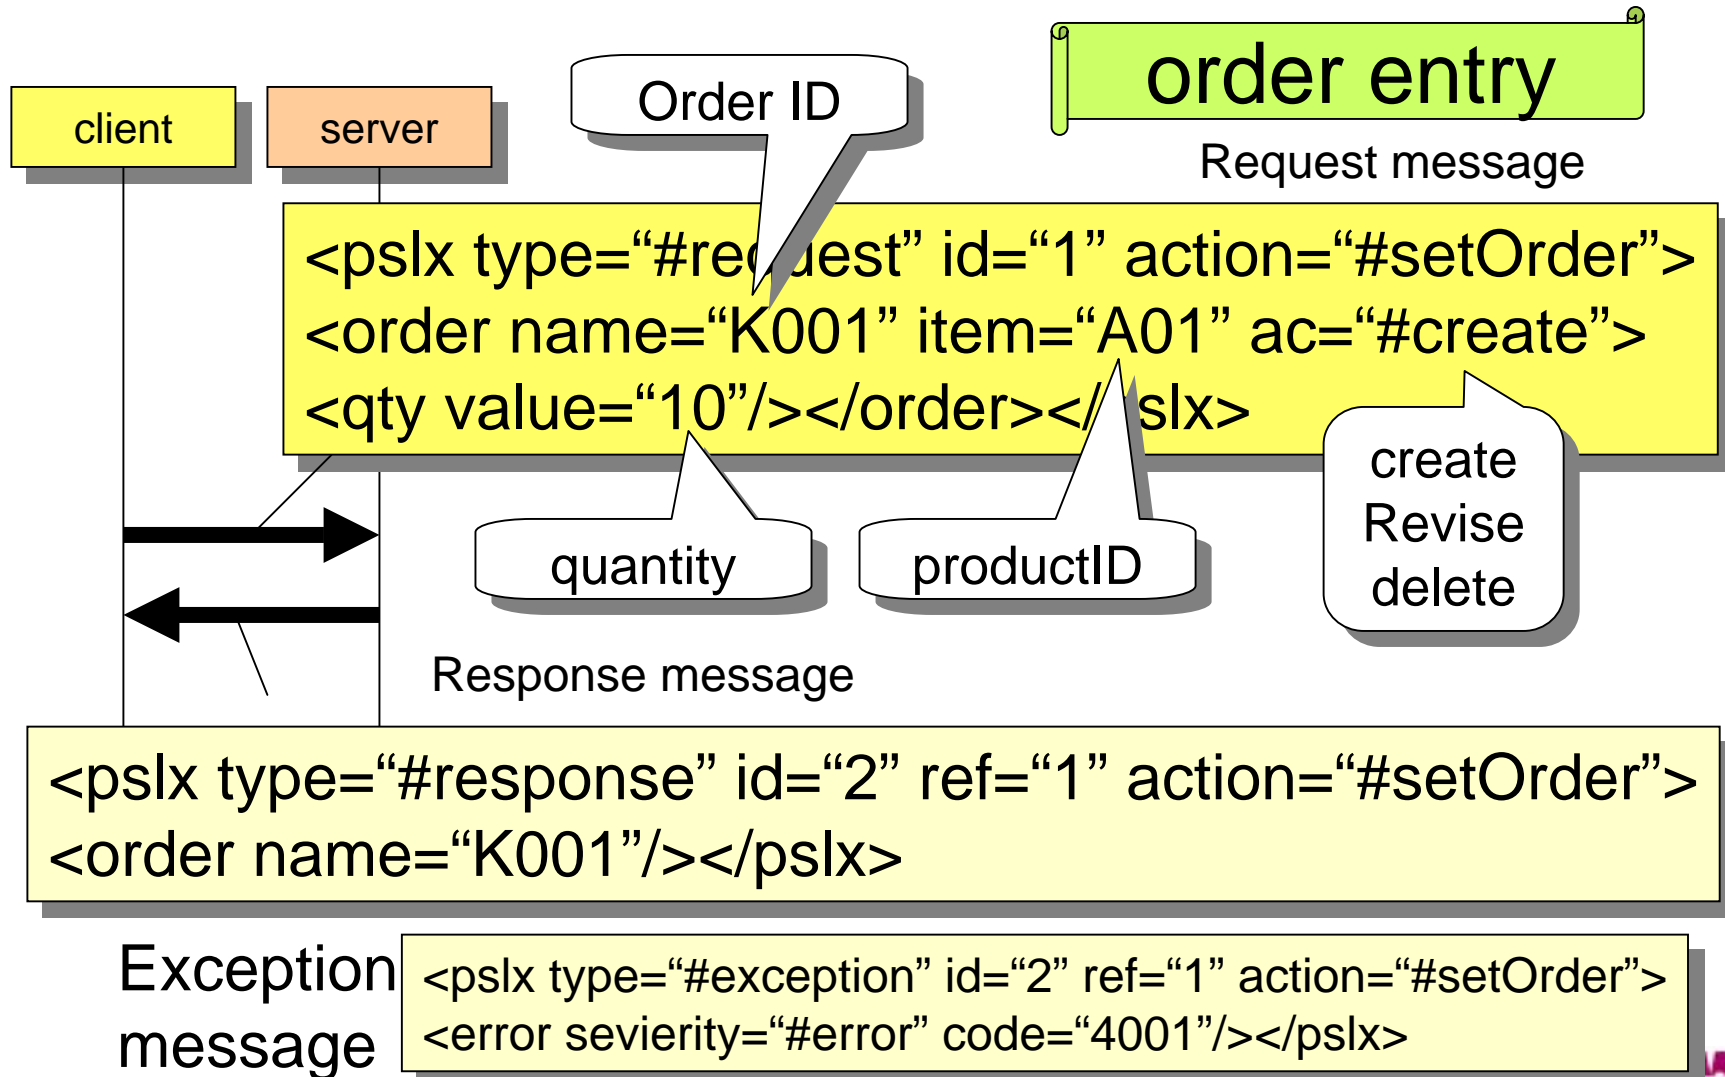 order entry
client
server
Order ID
Request message
<pslx type=“#request” id=“1” action=“#setOrder”>
<order name=“K001” item=“A01” ac=“#create”>
<qty value=“10”/></order></pslx>
quantity
productID
create
Revise
delete
Response message
<pslx type=“#response” id=“2” ref=“1” action=“#setOrder”>
<order name=“K001”/></pslx>
Exception
message
<pslx type=“#exception” id=“2” ref=“1” action=“#setOrder”>
<error sevierity=“#error” code=“4001”/></pslx>